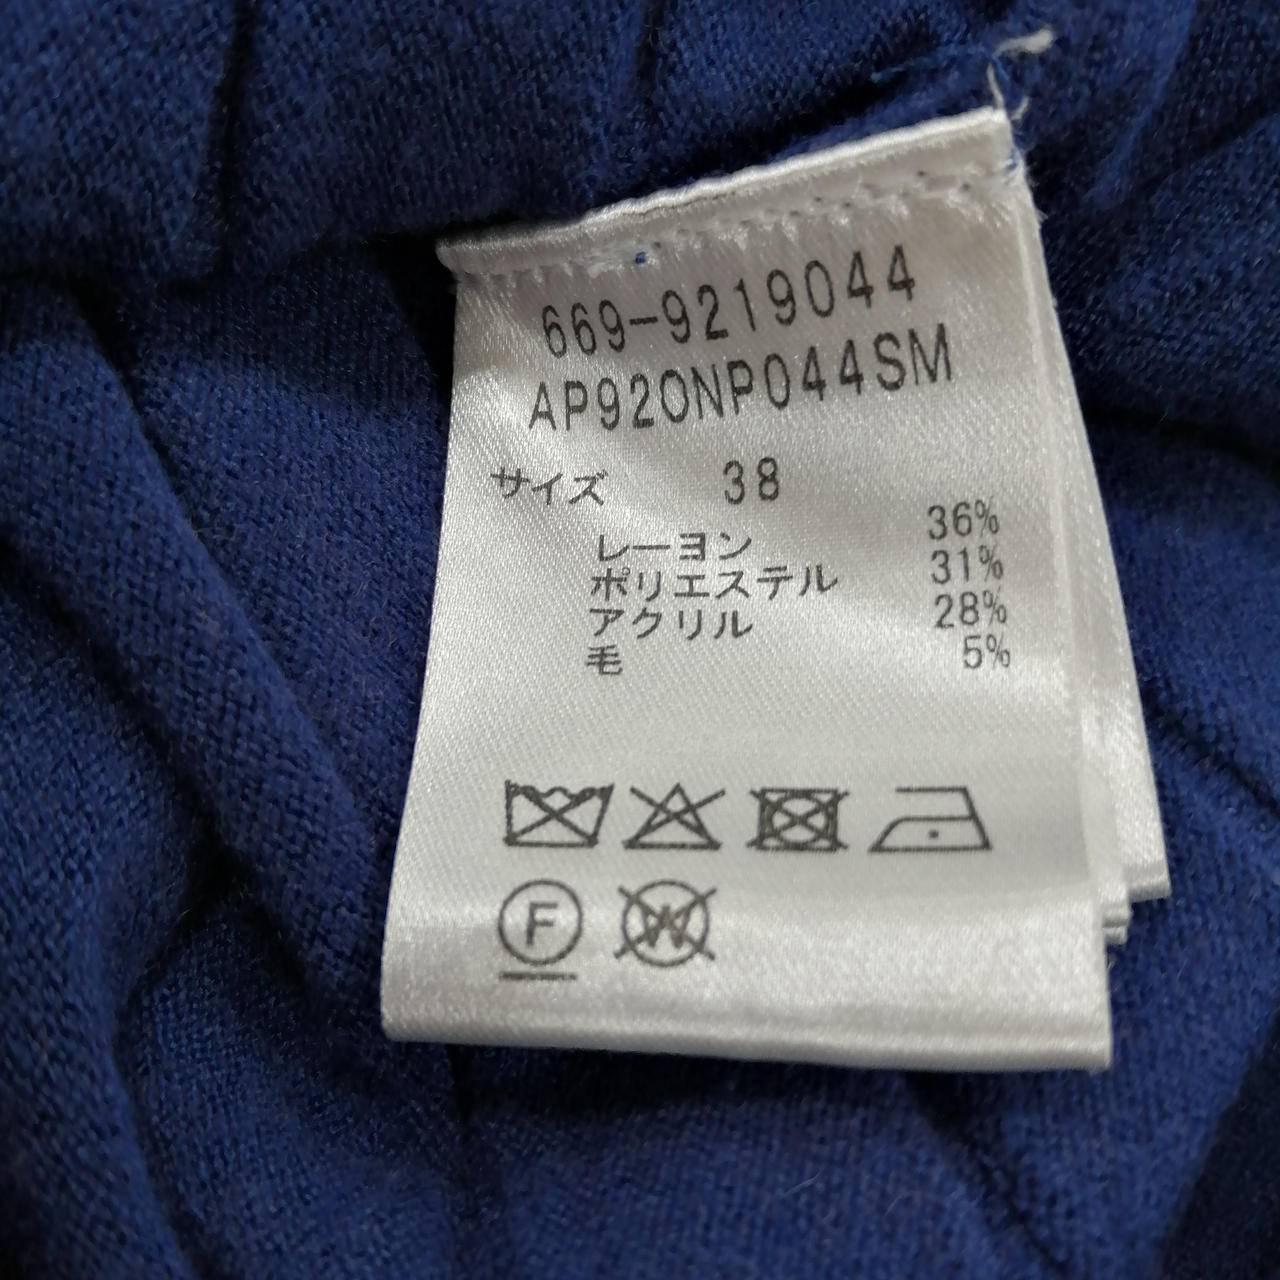 669-9219044
AP920NP044SM
サイズ 38
レーヨン 36%
ポリエステル 31%
アクリル 28%
毛 5%
F W